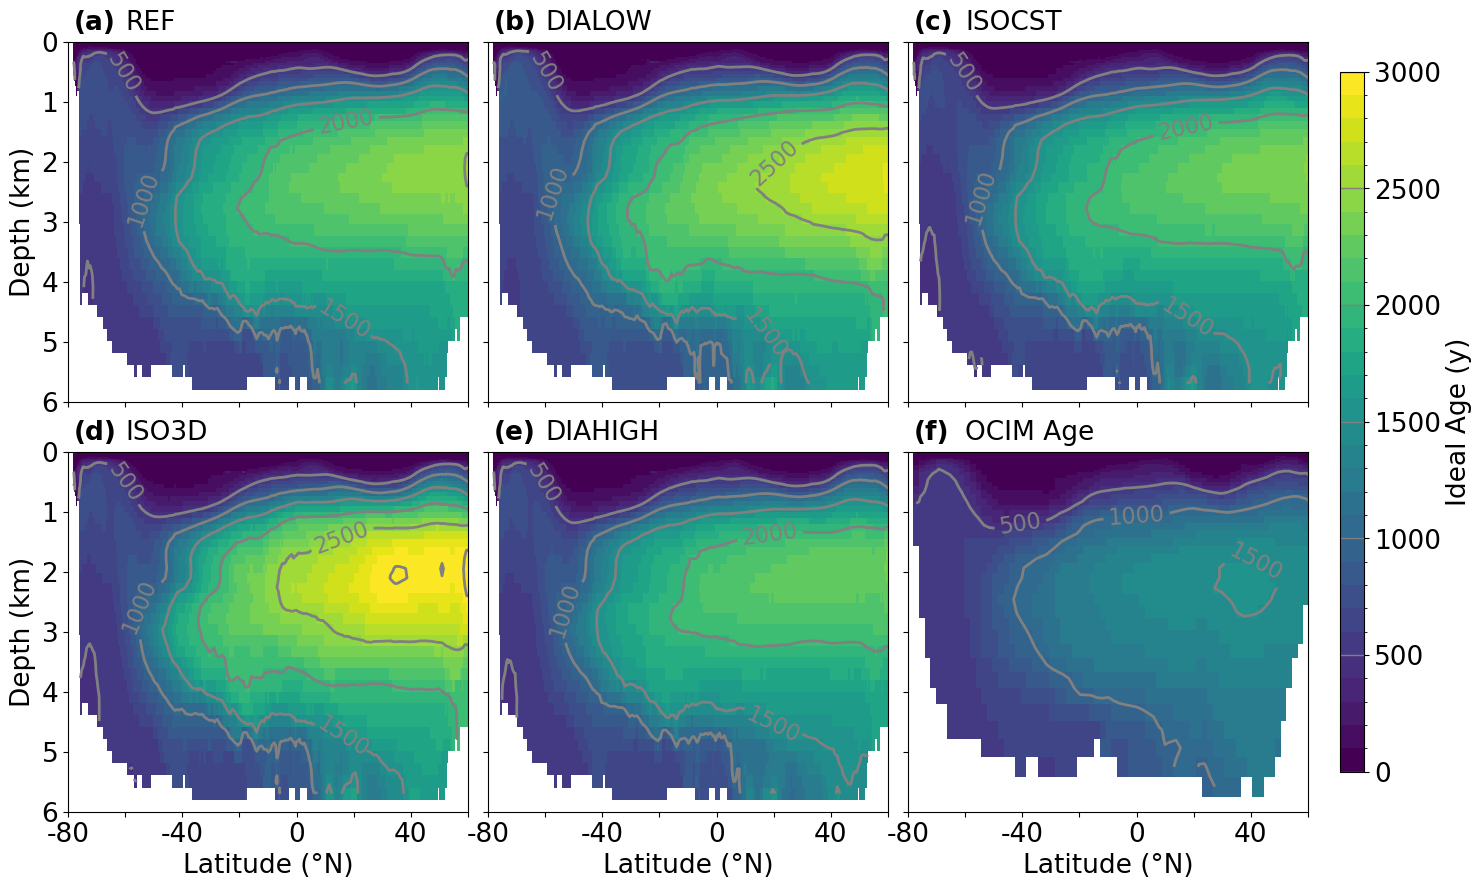 (a) REF
(b) DIALOW
(c) ISOCST
0
1
2
3
4
5
6
Depth (km)
500
1000
2000
1500
500
1000
2500
1500
500
1000
2000
1500
3000
2500
2000
1500
1000
500
0
Ideal Age (y)
(d) ISO3D
(e) DIAHIGH
(f) OCIM Age
0
1
2
3
4
5
6
Depth (km)
500
1000
2500
1500
500
1000
2000
1500
500
1000
1500
-80 -40 0 40
-80 -40 0 40
-80 -40 0 40
Latitude (°N)
Latitude (°N)
Latitude (°N)